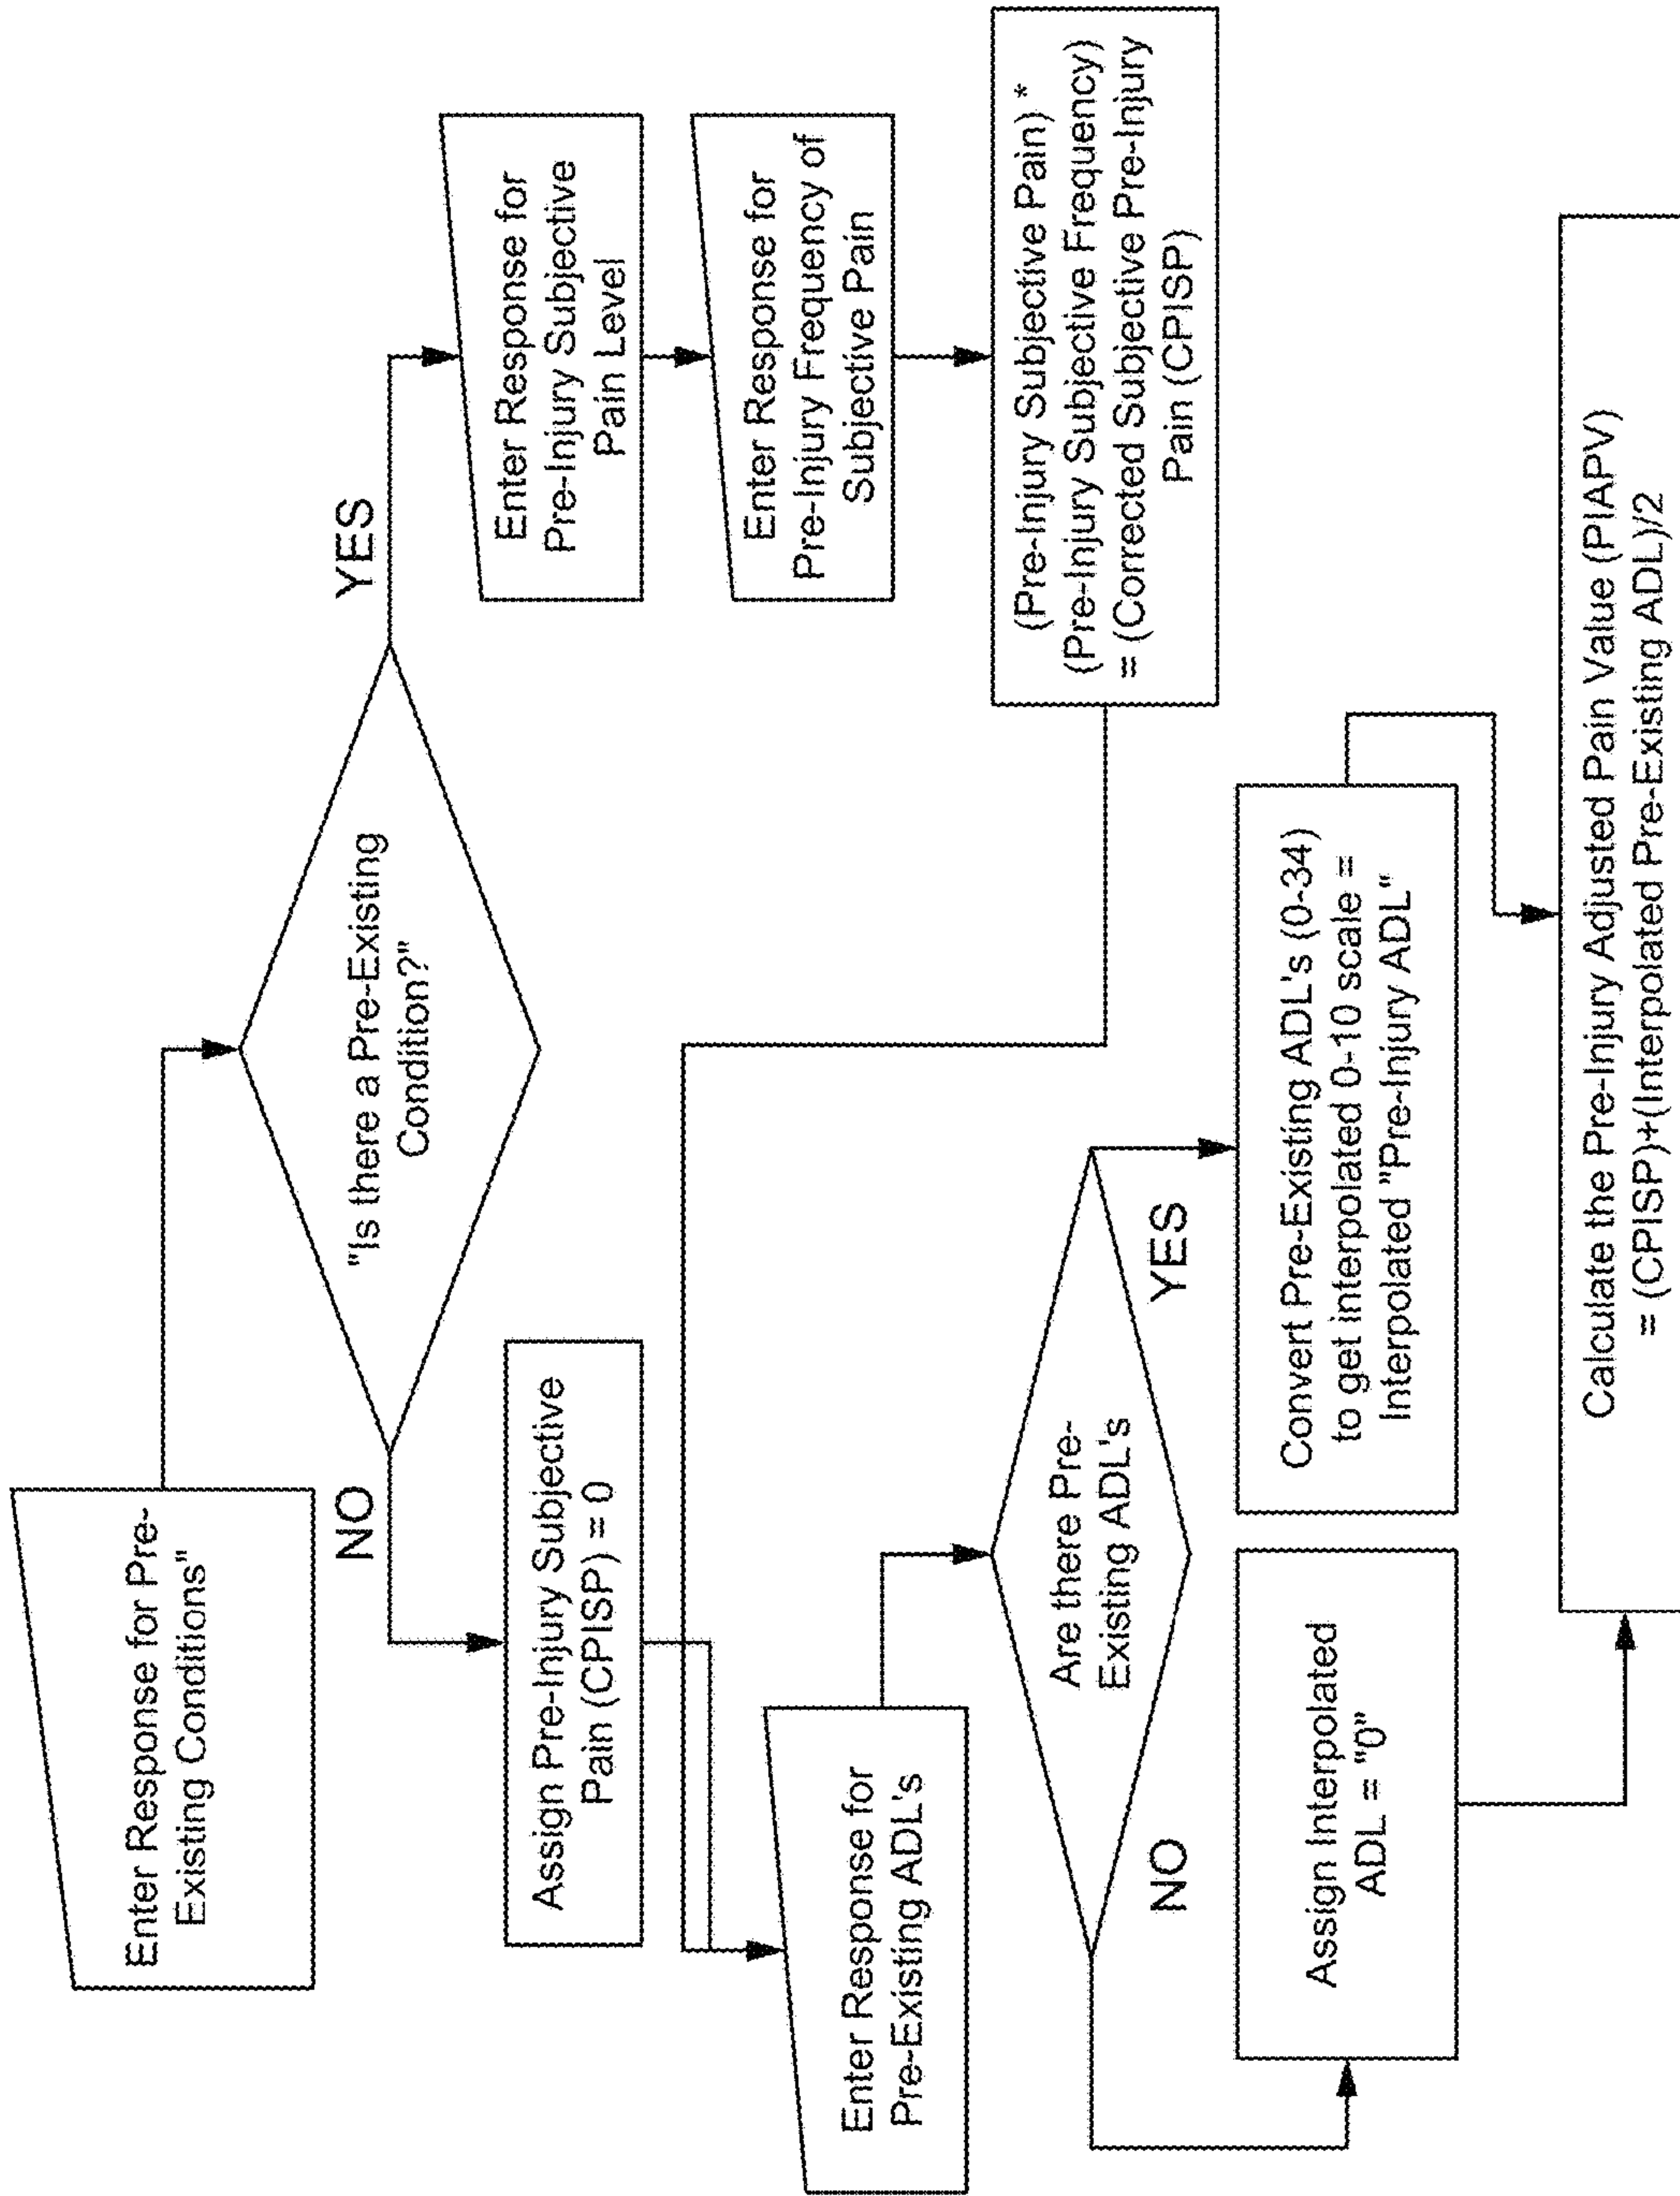 Enter Response for Pre-
Existing Conditions"
"Is there a Pre-Existing
Condition?"
NO
YES
Assign Pre-Injury Subjective
Pain (CPISP) = 0
Enter Response for
Pre-Injury Subjective
Pain Level
Enter Response for
Pre-Injury Frequency of
Subjective Pain
(Pre-Injury Subjective Pain) *
(Pre-Injury Subjective Frequency)
= (Corrected Subjective Pre-Injury
Pain (CPISP)
Enter Response for
Pre-Existing ADL's
Are there Pre-
Existing ADL's
NO
YES
Assign Interpolated
ADL = "0"
Convert Pre-Existing ADL's (0-34)
to get interpolated 0-10 scale =
Interpolated "Pre-Injury ADL"
Calculate the Pre-Injury Adjusted Pain Value (PIAPV)
= (CPISP)+(Interpolated Pre-Existing ADL)/2